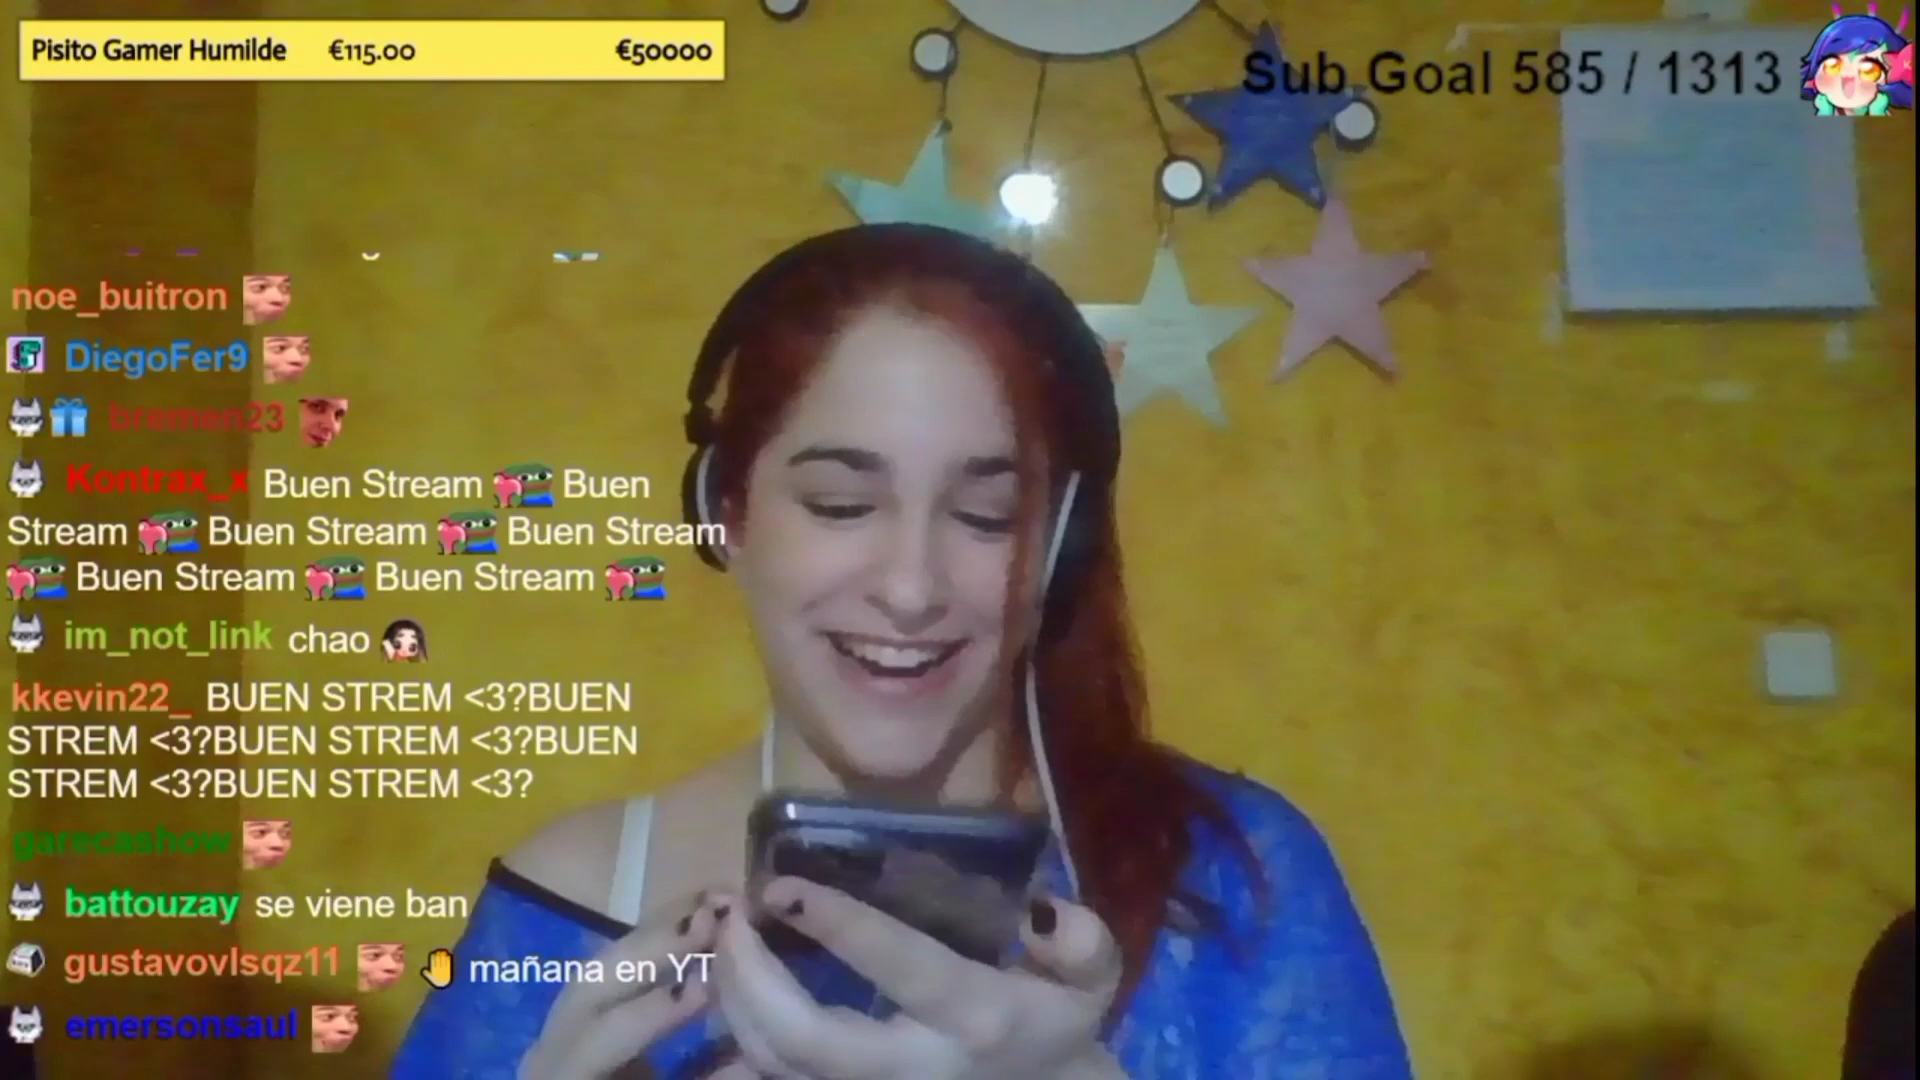 Pisito Gamer Humilde €115.00 €50000
Sub Goal 585 / 1313
noe_buitron
DiegoFer9
bremen23
Kontrax_x Buen Stream Buen
Stream Buen Stream Buen Stream
Buen Stream Buen Stream
im_not_link chao
kkevin22_ BUEN STREM <3?BUEN
STREM <3?BUEN STREM <3?BUEN
STREM <3?BUEN STREM <3?
garecashow
battouzay se viene ban
gustavovlsqz11 mañana en YT
emersonsaul